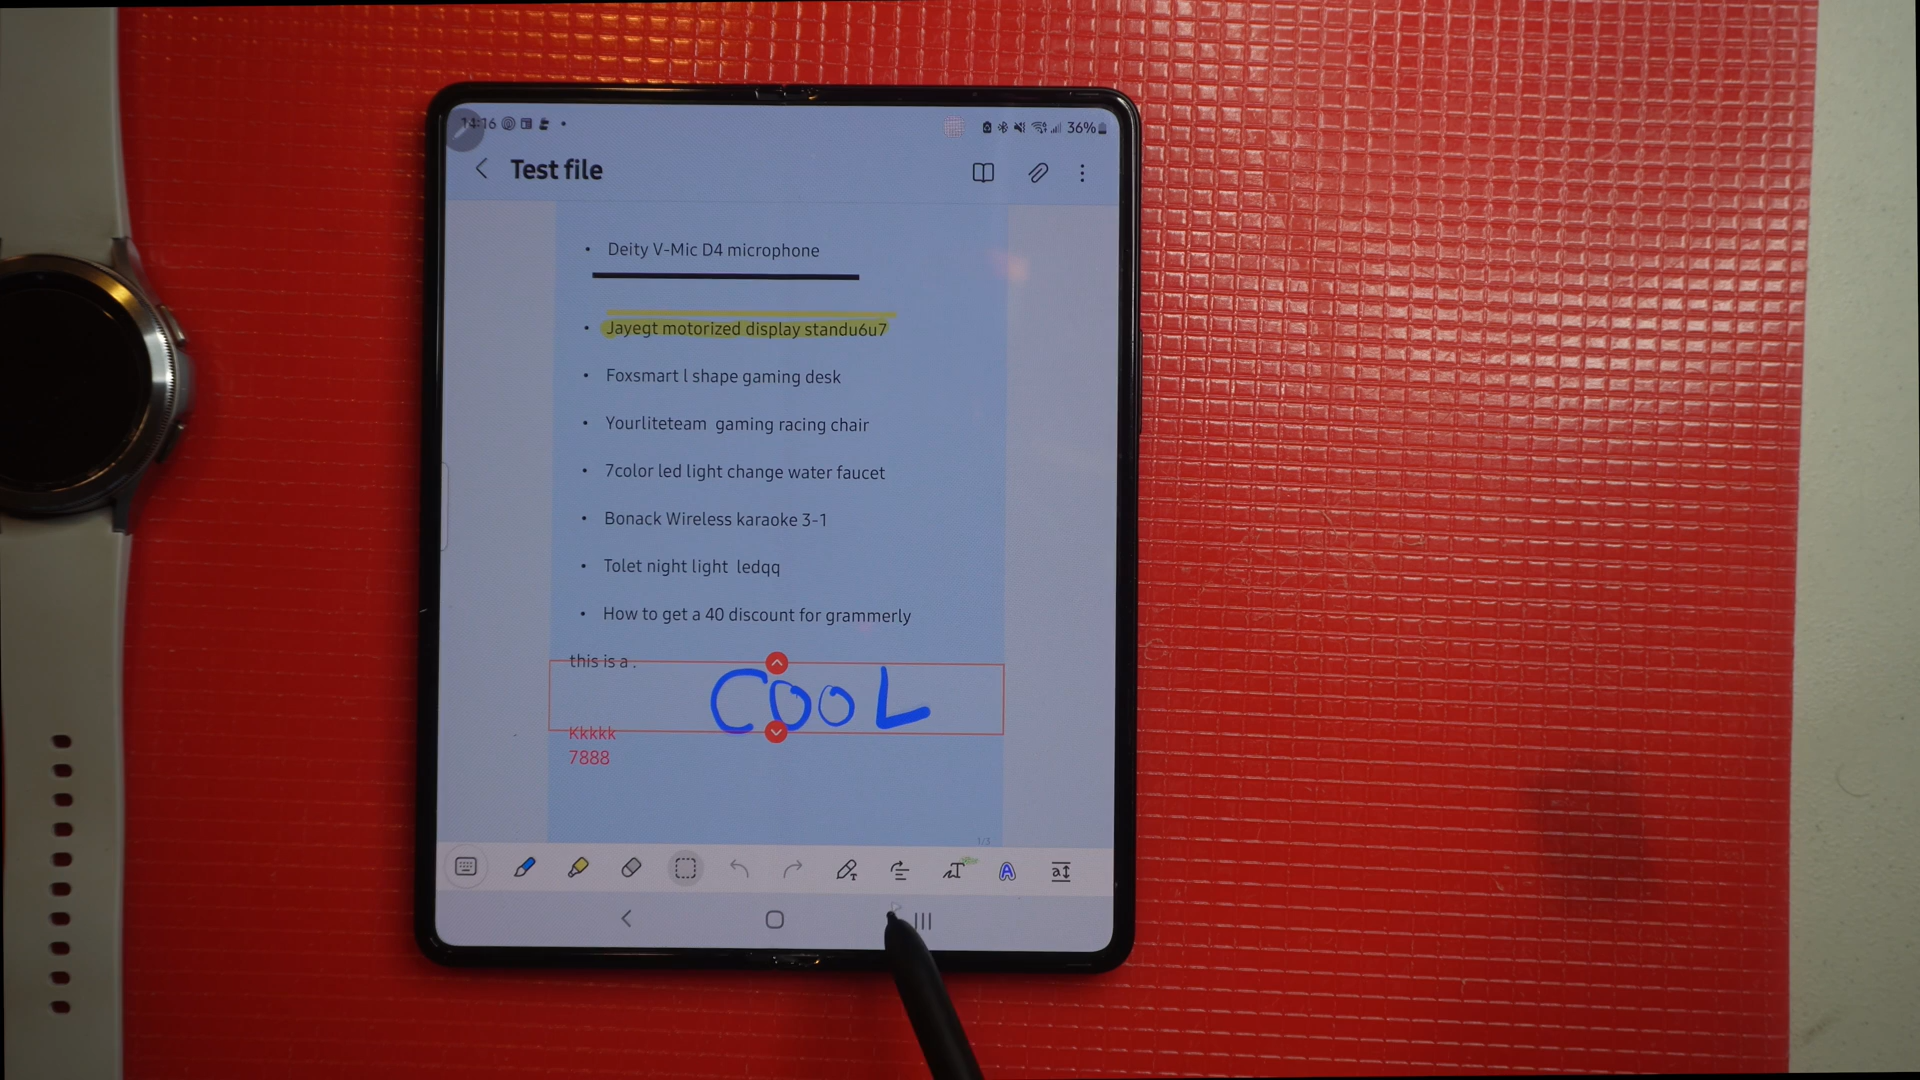 14:16
36%
Test file
• Deity V-Mic D4 microphone
• Jayegt motorized display standu6u7
• Foxsmart l shape gaming desk
• Yourliteteam gaming racing chair
• 7color led light change water faucet
• Bonack Wireless karaoke 3-1
• Tolet night light ledqq
• How to get a 40 discount for grammerly
this is a .
COOL
Kkkkk
7888
1/3